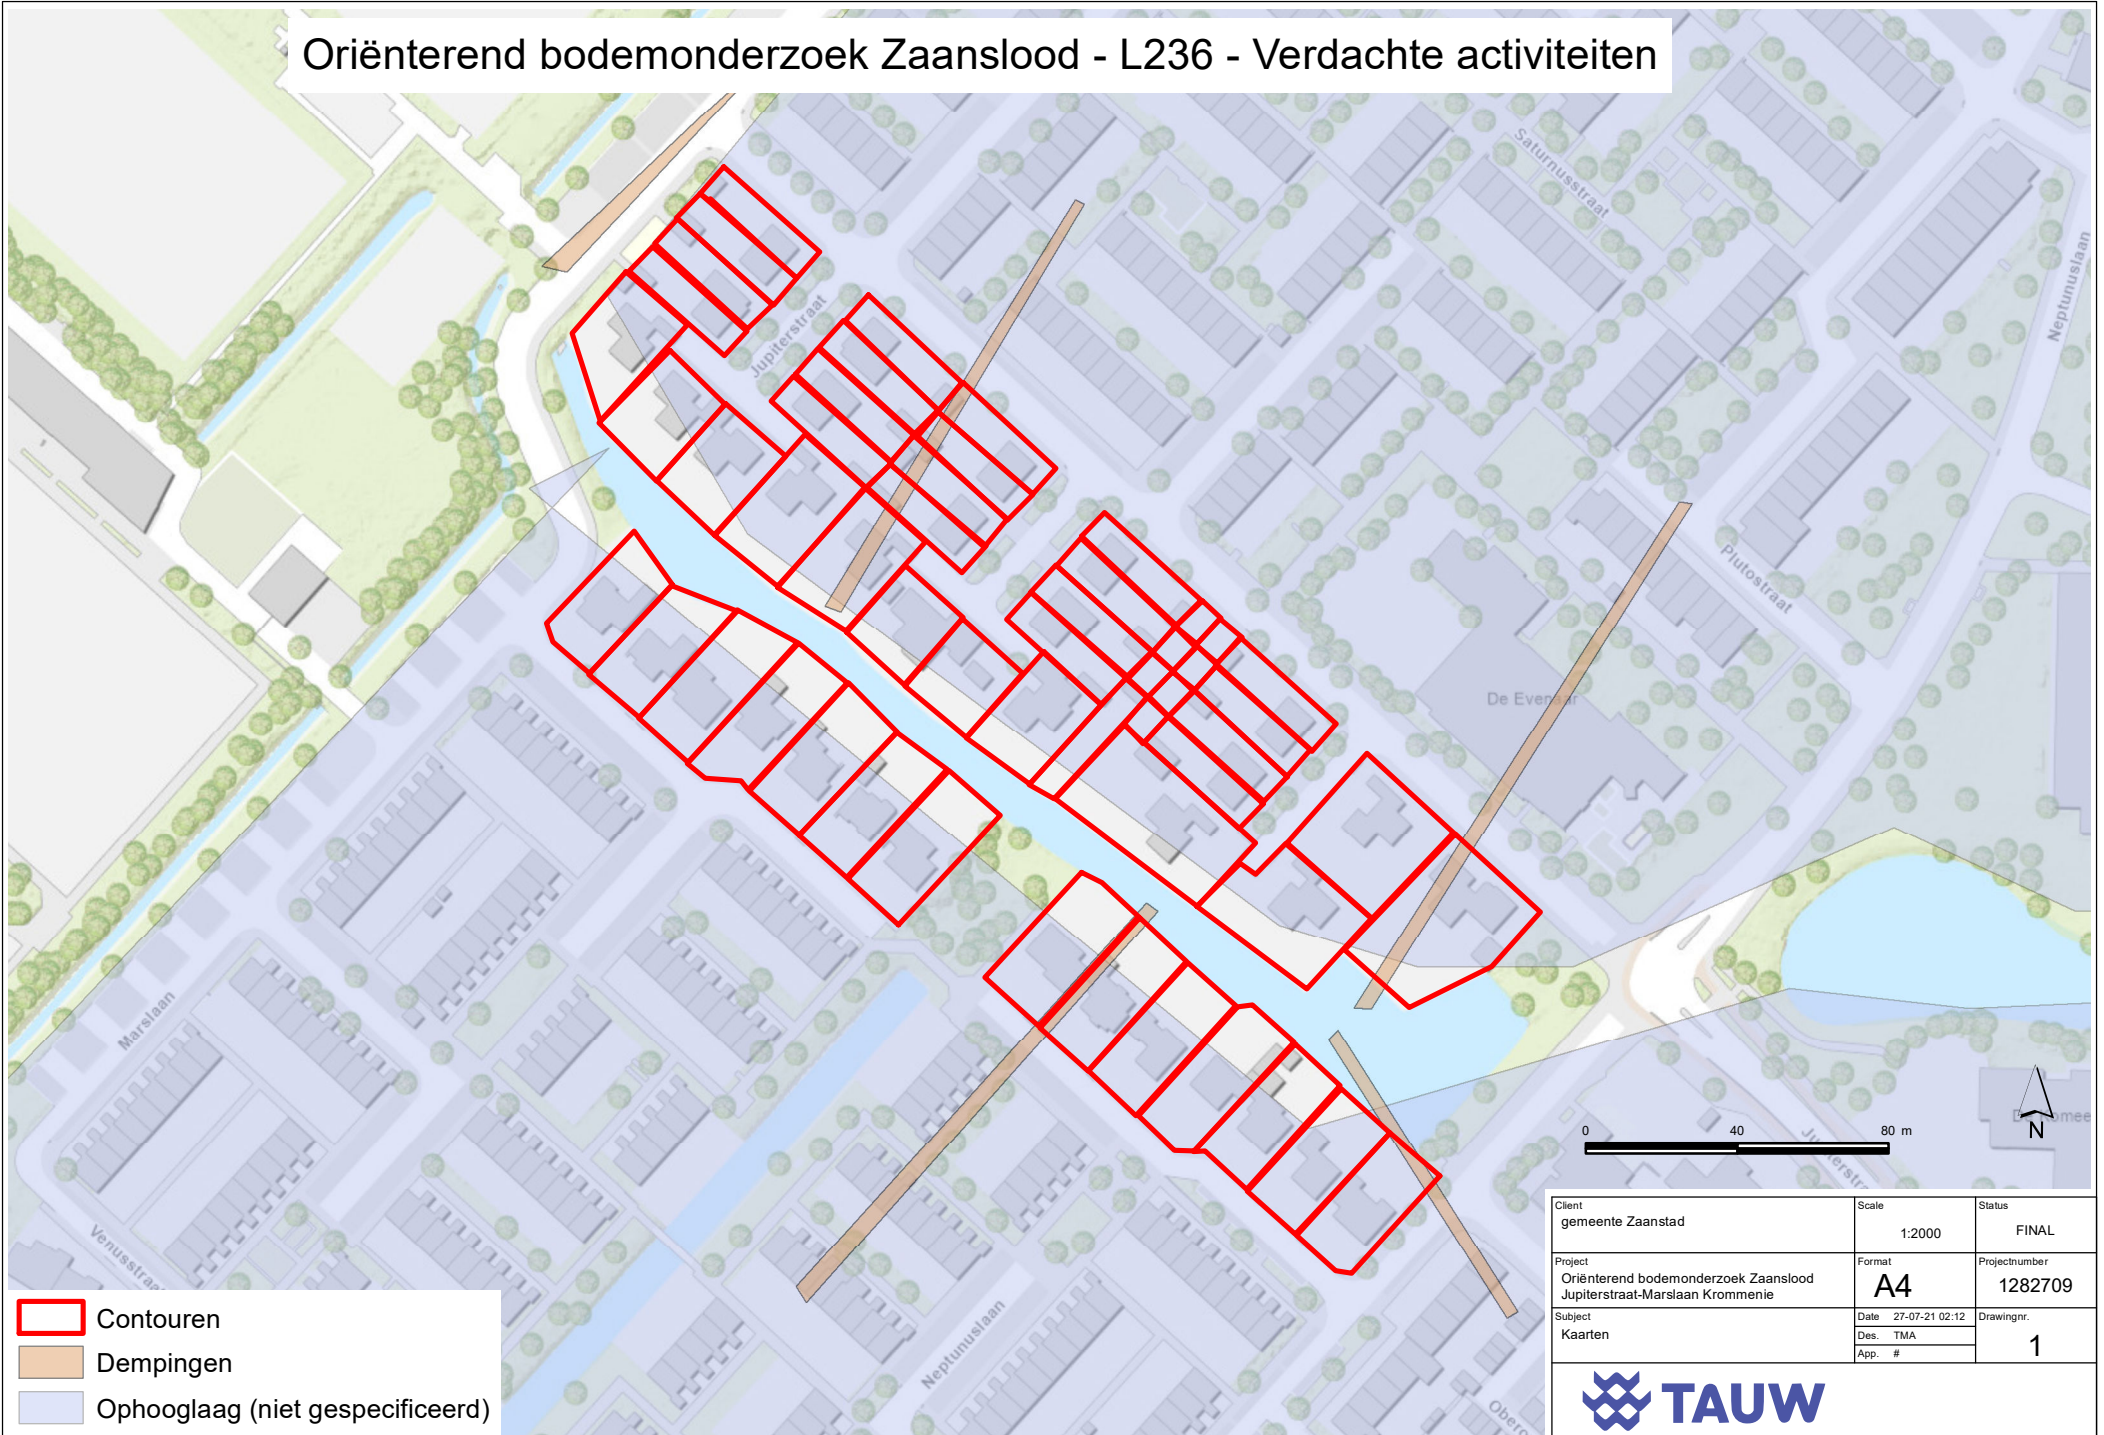 Oriënterend bodemonderzoek Zaanslood - L236 - Verdachte activiteiten
Saturnusstraat
Neptunuslaan
Jupiterstraat
Plutostraat
De Evenaar
Marslaan
Venusstraat
Neptunuslaan
0 40 80 m
N
Contouren
Dempingen
Ophooglaag (niet gespecificeerd)
Client
gemeente Zaanstad
Scale
1:2000
Status
FINAL
Project
Oriënterend bodemonderzoek Zaanslood
Jupiterstraat-Marslaan Krommenie
Format
A4
Projectnumber
1282709
Subject
Kaarten
Date 27-07-21 02:12
Des. TMA
App. #
Drawingnr.
1
TAUW